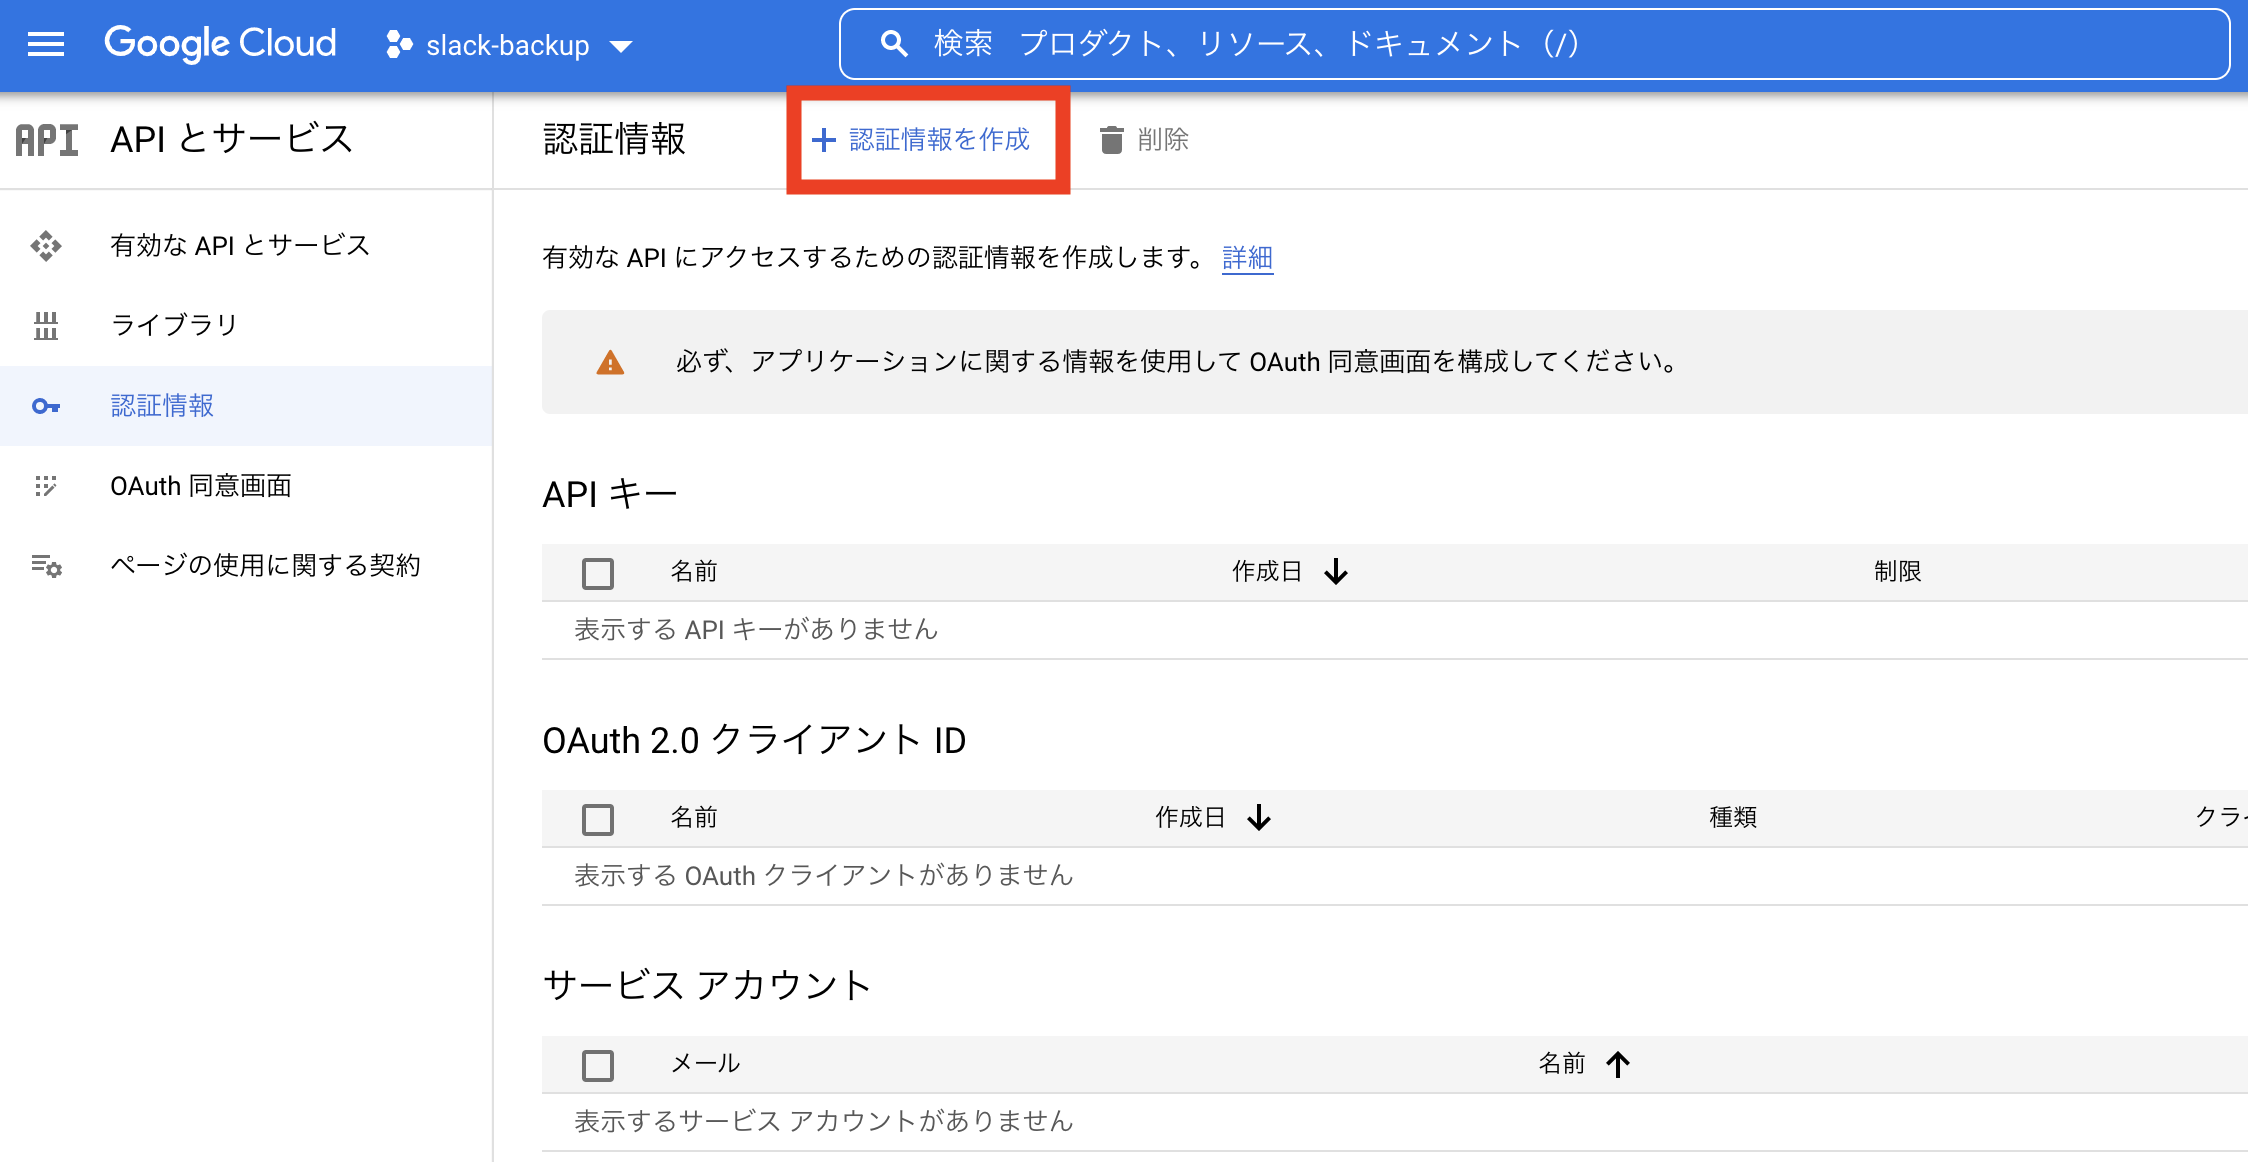 Google Cloud slack-backup 検索 プロダクト、リソース、ドキュメント (/)
API API とサービス 認証情報 + 認証情報を作成 削除
有効な API とサービス
ライブラリ
認証情報
OAuth 同意画面
ページの使用に関する契約
有効な API にアクセスするための認証情報を作成します。 詳細
必ず、アプリケーションに関する情報を使用して OAuth 同意画面を構成してください。
API キー
名前 作成日 制限
表示する API キーがありません
OAuth 2.0 クライアント ID
名前 作成日 種類 クライ
表示する OAuth クライアントがありません
サービス アカウント
メール 名前
表示するサービス アカウントがありません